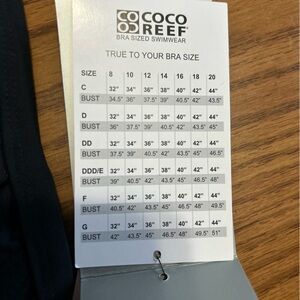 COCO
REEF
BRA SIZED SWIMWEAR
TRUE TO YOUR BRA SIZE
SIZE 8 10 12 14 16 18 20
C 32" 34" 36" 38" 40" 42" 44"
BUST 34.5" 36" 37.5" 39" 40.5" 42" 43.5"
D 32" 34" 36" 38" 40" 42" 44"
BUST 36" 37.5" 39" 40.5" 42" 43.5" 45"
DD 32" 34" 36" 38" 40" 42" 44"
BUST 37.5" 39" 40.5" 42" 43.5" 45" 46.5"
DDD/E 32" 34" 36" 38" 40" 42" 44"
BUST 39" 40.5" 42" 43.5" 45" 46.5" 48"
F 32" 34" 36" 38" 40" 42" 44"
BUST 40.5" 42" 43.5" 45" 46.5" 48" 49.5"
G 32" 34" 36" 38" 40" 42" 44"
BUST 42" 43.5" 45" 46.5" 48" 49.5" 51"